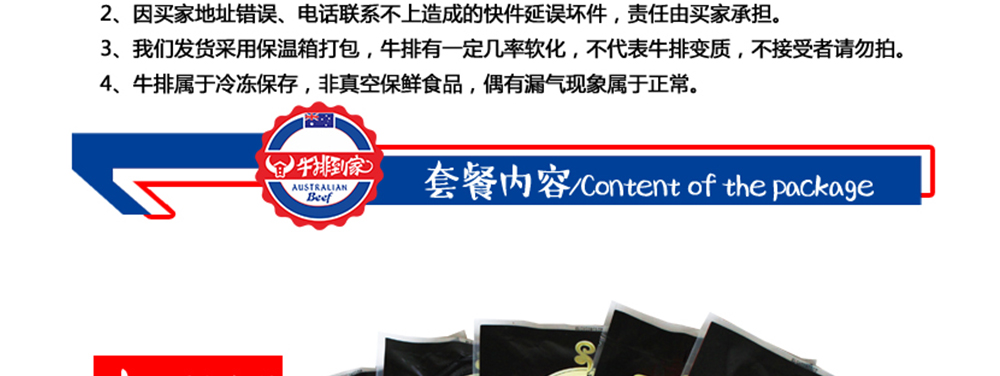 2、因买家地址错误、电话联系不上造成的快件延误坏件，责任由买家承担。
3、我们发货采用保温箱打包，牛排有一定几率软化，不代表牛排变质，不接受者请勿拍。
4、牛排属于冷冻保存，非真空保鲜食品，偶有漏气现象属于正常。
牛排到家
AUSTRALIAN
Beef
套餐内容/Content of the package